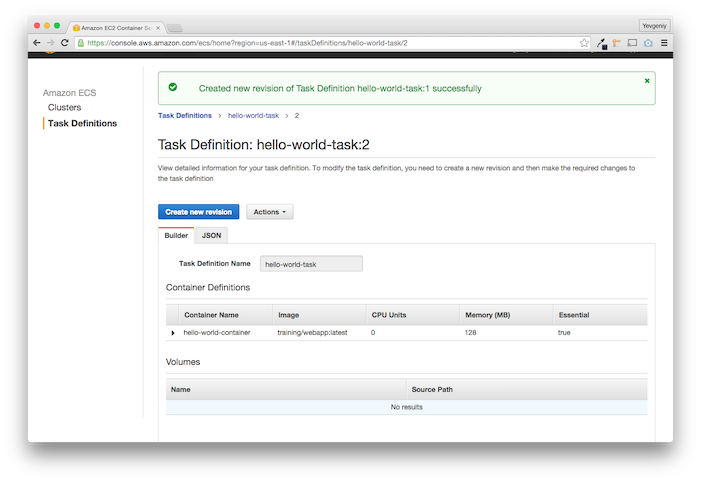 Amazon EC2 Container Se
Yevgeniy
https://console.aws.amazon.com/ecs/home?region=us-east-1#/taskDefinitions/hello-world-task/2
Amazon ECS
Clusters
Task Definitions
Created new revision of Task Definition hello-world-task:1 successfully
Task Definitions > hello-world-task > 2
Task Definition: hello-world-task:2
View detailed information for your task definition. To modify the task definition, you need to create a new revision and then make the required changes to
the task definition
Create new revision Actions
Builder JSON
Task Definition Name hello-world-task
Container Definitions
Container Name Image CPU Units Memory (MB) Essential
hello-world-container training/webapp:latest 0 128 true
Volumes
Name Source Path
No results